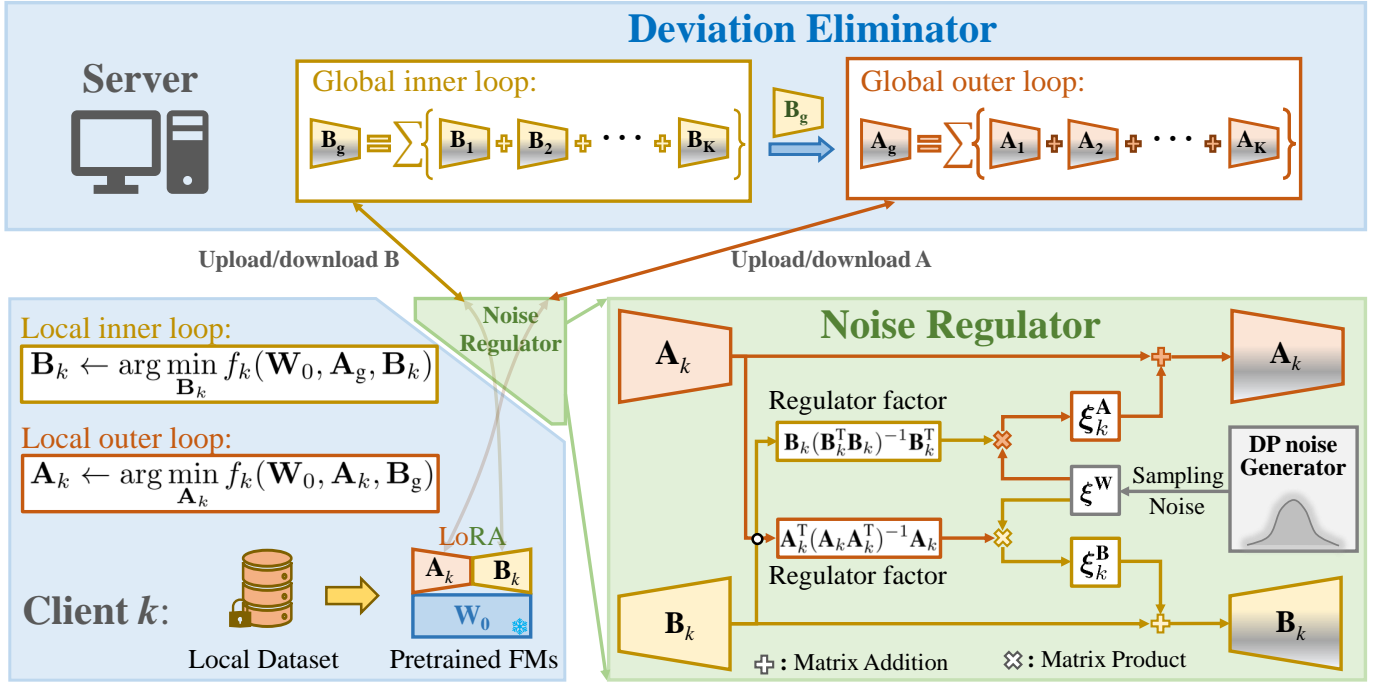 Deviation Eliminator
Server
Global inner loop:
B_g = ∑ { B_1 + B_2 + ··· + B_K }
B_g
Global outer loop:
A_g = ∑ { A_1 + A_2 + ··· + A_K }
Upload/download B
Upload/download A
Noise
Regulator
Local inner loop:
B_k ← arg min_{B_k} f_k(W_0, A_g, B_k)
Local outer loop:
A_k ← arg min_{A_k} f_k(W_0, A_k, B_g)
LoRA
A_k B_k
W_0
Client k:
Local Dataset
Pretrained FMs
Noise Regulator
A_k
A_k
Regulator factor
B_k(B_k^T B_k)^{-1} B_k^T
ξ_k^A
DP noise
Generator
Sampling
Noise
ξ^W
A_k^T(A_k A_k^T)^{-1} A_k
Regulator factor
ξ_k^B
B_k
B_k
: Matrix Addition
: Matrix Product